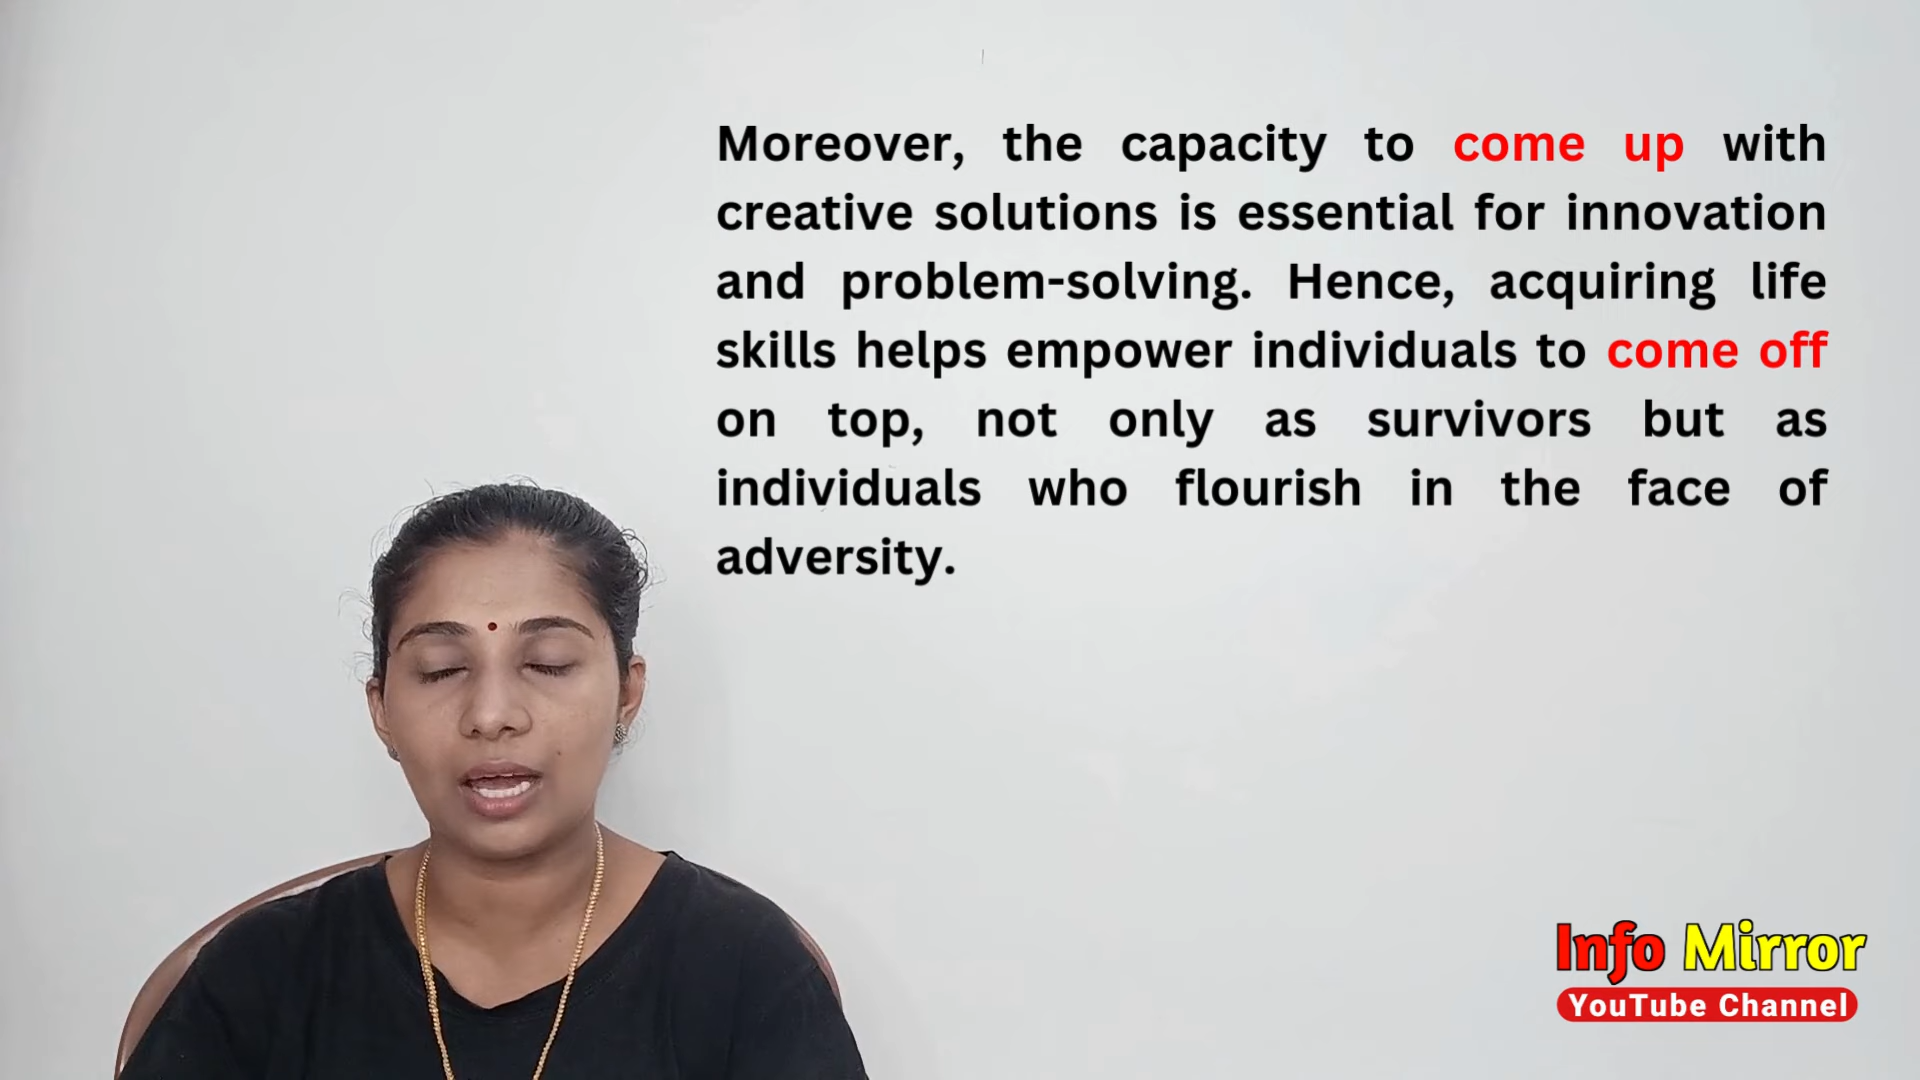 Moreover, the capacity to come up with
creative solutions is essential for innovation
and problem-solving. Hence, acquiring life
skills helps empower individuals to come off
on top, not only as survivors but as
individuals who flourish in the face of
adversity.
Info Mirror
YouTube Channel